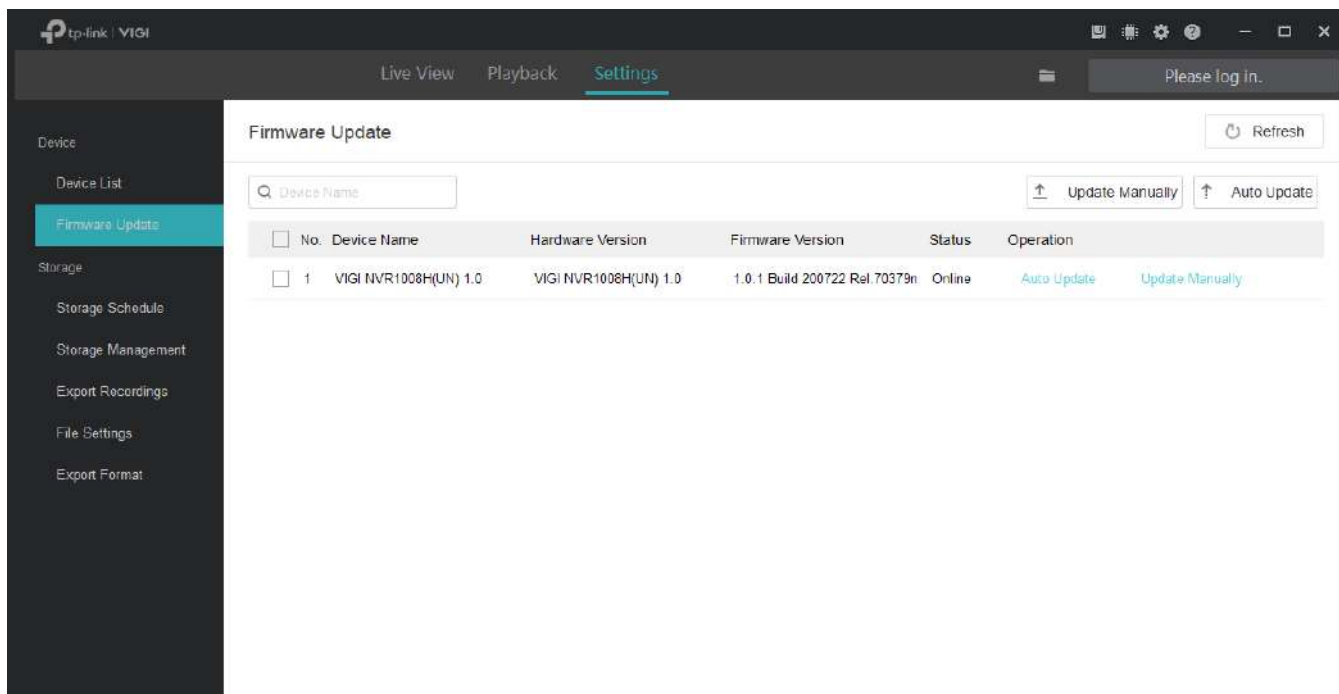 tp-link | VIGI
Live View Playback Settings
Please log in.
Device
Device List
Firmware Update
Storage
Storage Schedule
Storage Management
Export Recordings
File Settings
Export Format
Firmware Update
Refresh
Device Name
Update Manually
Auto Update
No. Device Name Hardware Version Firmware Version Status Operation
1 VIGI NVR1008H(UN) 1.0 VIGI NVR1008H(UN) 1.0 1.0.1 Build 200722 Rel.70379n Online Auto Update Update Manually